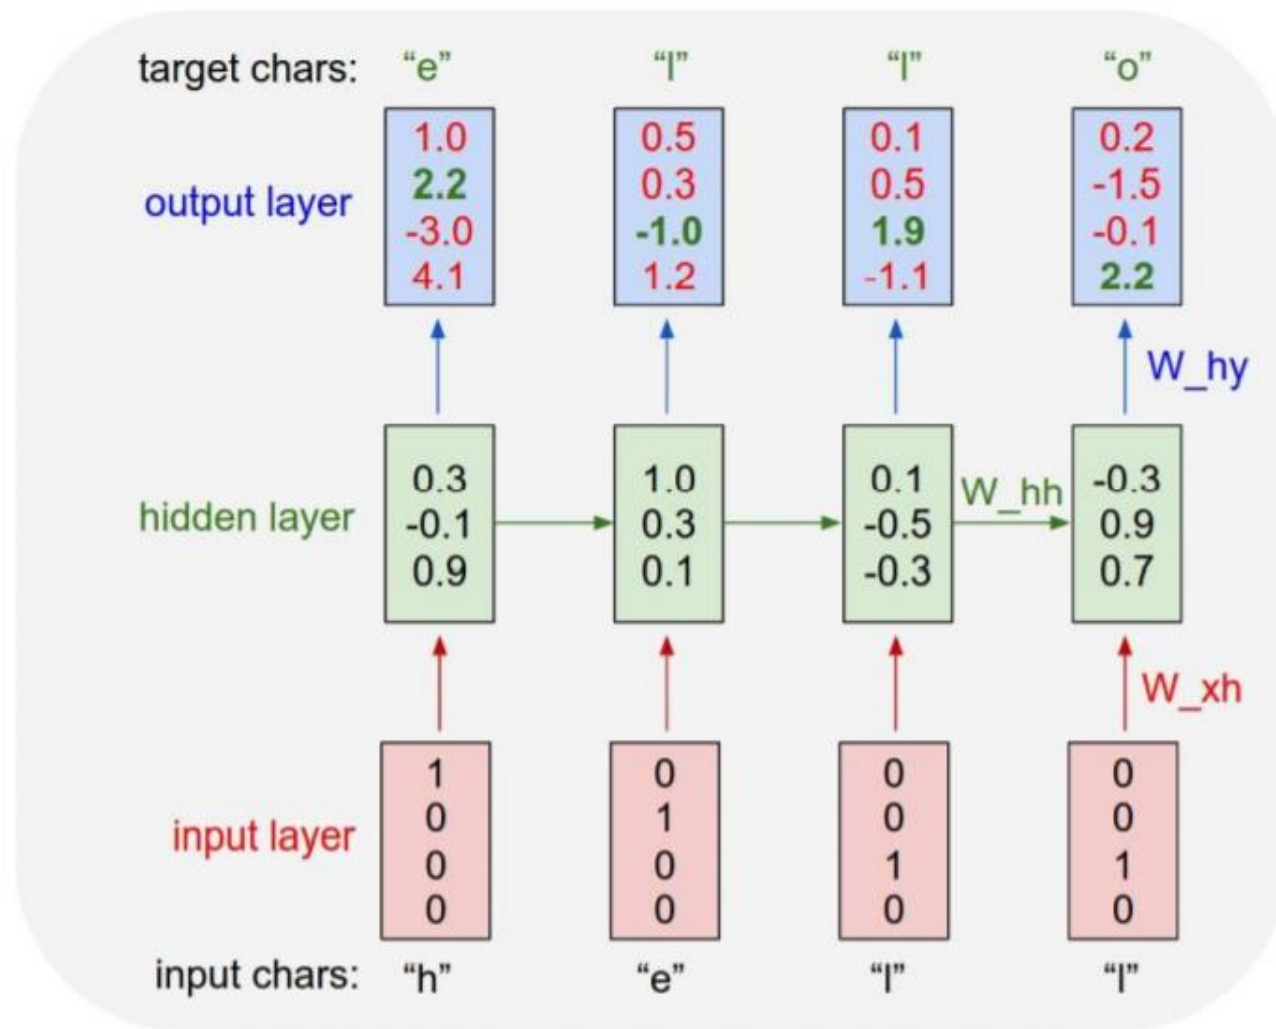 target chars: “e” “l” “l” “o”
1.0 0.5 0.1 0.2
2.2 0.3 0.5 -1.5
output layer
-3.0 -1.0 1.9 -0.1
4.1 1.2 -1.1 2.2
W_hy
0.3 1.0 0.1 -0.3
W_hh
hidden layer -0.1 0.3 -0.5 0.9
0.9 0.1 -0.3 0.7
W_xh
1 0 0 0
0 1 0 0
input layer
0 0 1 1
0 0 0 0
input chars: “h” “e” “l” “l”